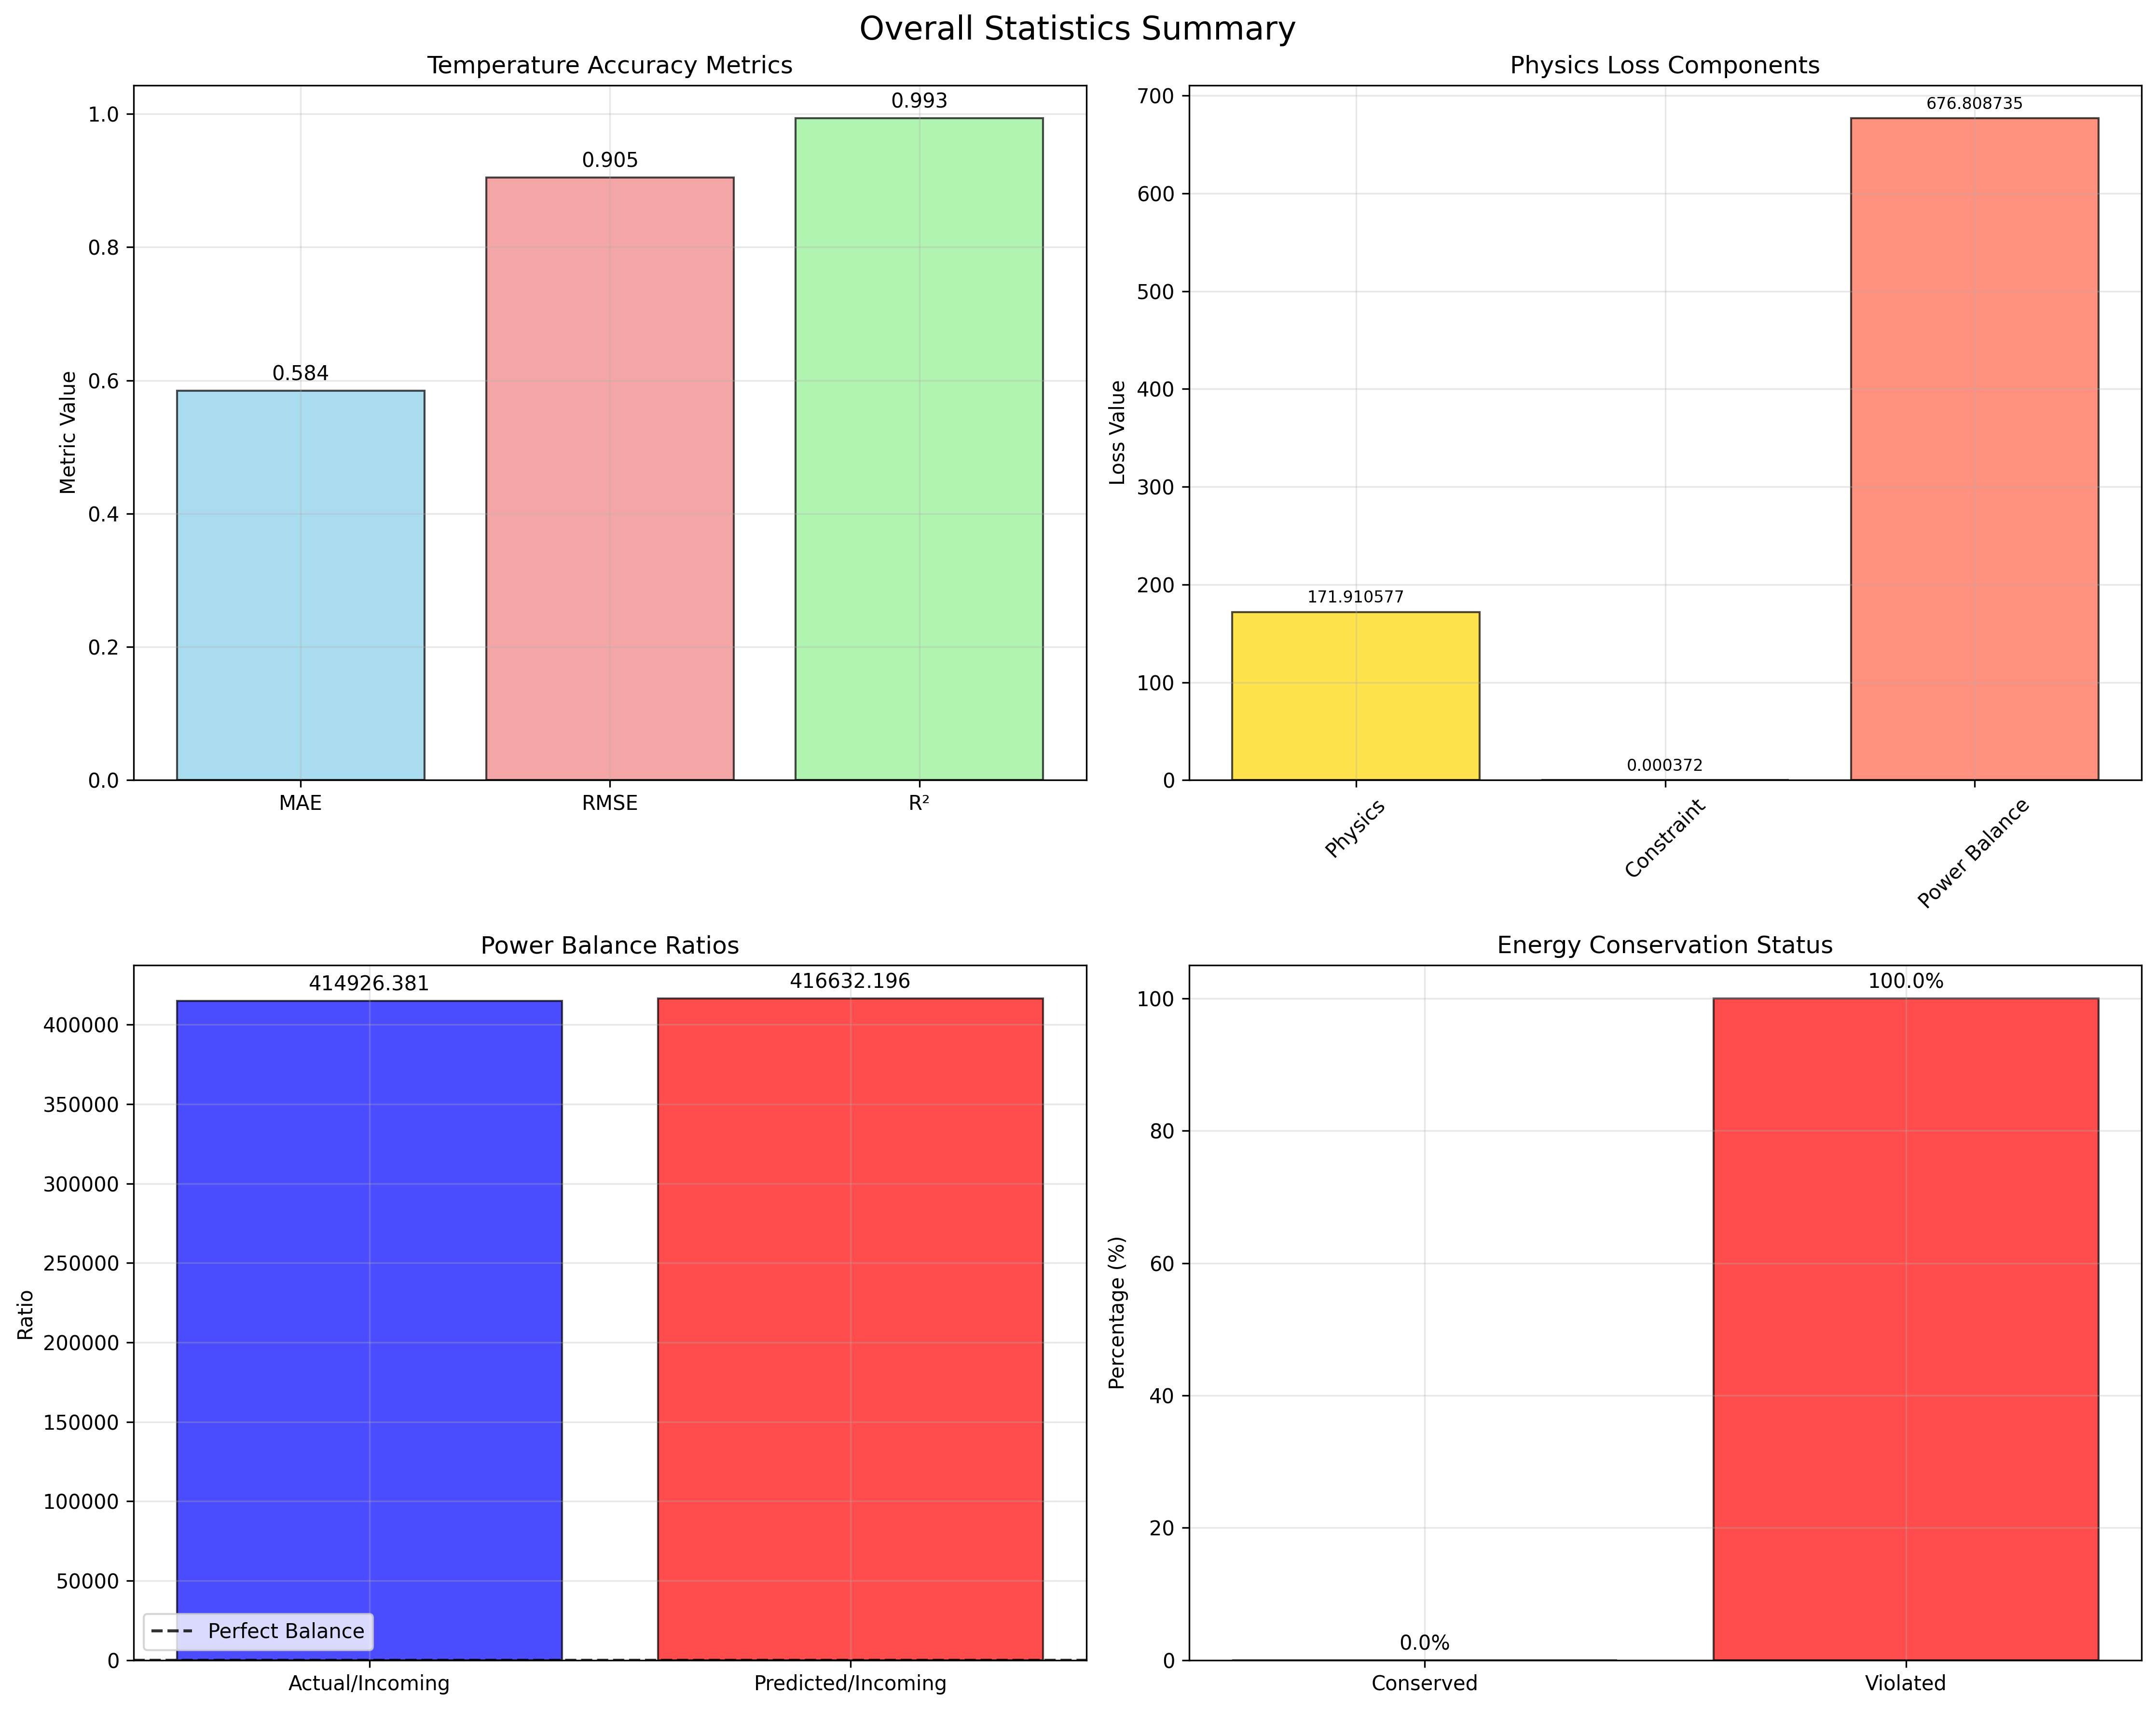 Overall Statistics Summary
Temperature Accuracy Metrics
Metric Value
1.0
0.8
0.6
0.4
0.2
0.0
0.584
0.905
0.993
MAE
RMSE
R²
Physics Loss Components
Loss Value
700
600
500
400
300
200
100
0
171.910577
0.000372
676.808735
Physics
Constraint
Power Balance
Power Balance Ratios
Ratio
400000
350000
300000
250000
200000
150000
100000
50000
0
414926.381
416632.196
Perfect Balance
Actual/Incoming
Predicted/Incoming
Energy Conservation Status
Percentage (%)
100
80
60
40
20
0
0.0%
100.0%
Conserved
Violated